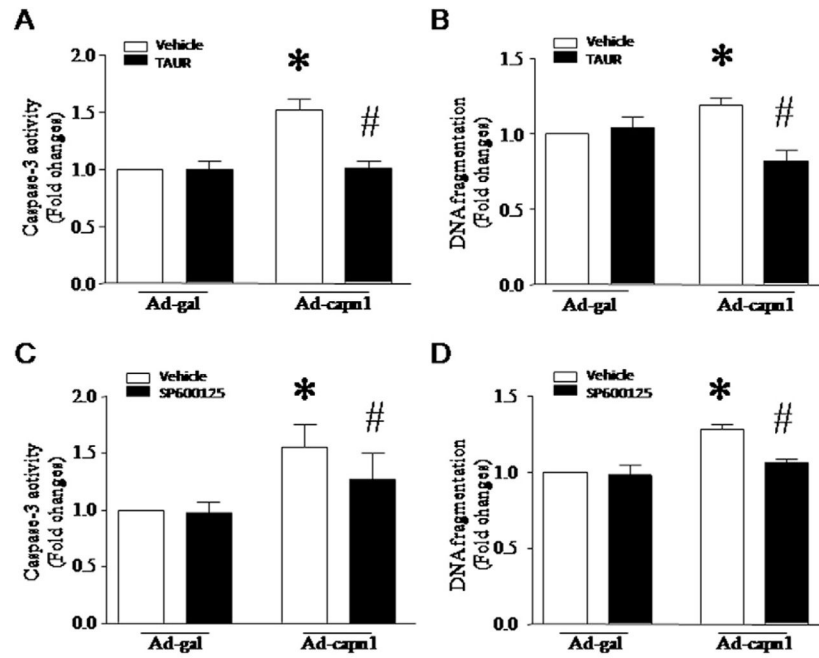 A
Vehicle
TAUR
*
#
Caspase-3 activity
(Fold changes)
2.0
1.5
1.0
0.5
0.0
Ad-gal
Ad-capn1
B
Vehicle
TAUR
*
#
DNA fragmentation
(Fold changes)
1.5
1.0
0.5
0.0
Ad-gal
Ad-capn1
C
Vehicle
SP600125
*
#
Caspase-3 activity
(Fold changes)
2.0
1.5
1.0
0.5
0.0
Ad-gal
Ad-capn1
D
Vehicle
SP600125
*
#
DNA fragmentation
(Fold changes)
1.5
1.0
0.5
0.0
Ad-gal
Ad-capn1